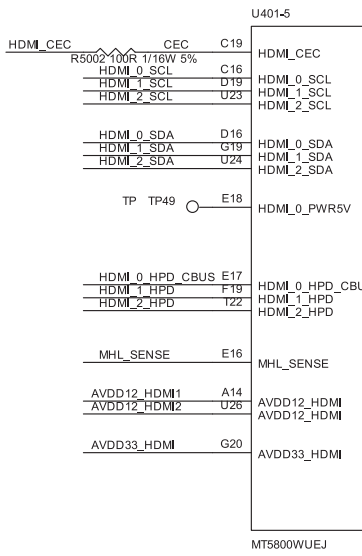 U401-5
HDMI_CEC CEC C19 HDMI_CEC
R5002 100R 1/16W 5%
HDMI_0_SCL C16 HDMI_0_SCL
HDMI_1_SCL D19 HDMI_1_SCL
HDMI_2_SCL U23 HDMI_2_SCL
HDMI_0_SDA D16 HDMI_0_SDA
HDMI_1_SDA G19 HDMI_1_SDA
HDMI_2_SDA U24 HDMI_2_SDA
TP TP49 E18 HDMI_0_PWR5V
HDMI_0_HPD_CBUS E17 HDMI_0_HPD_CBU
HDMI_1_HPD F19 HDMI_1_HPD
HDMI_2_HPD T22 HDMI_2_HPD
MHL_SENSE E16 MHL_SENSE
AVDD12_HDMI1 A14 AVDD12_HDMI
AVDD12_HDMI2 U26 AVDD12_HDMI
AVDD33_HDMI G20 AVDD33_HDMI
MT5800WUEJ